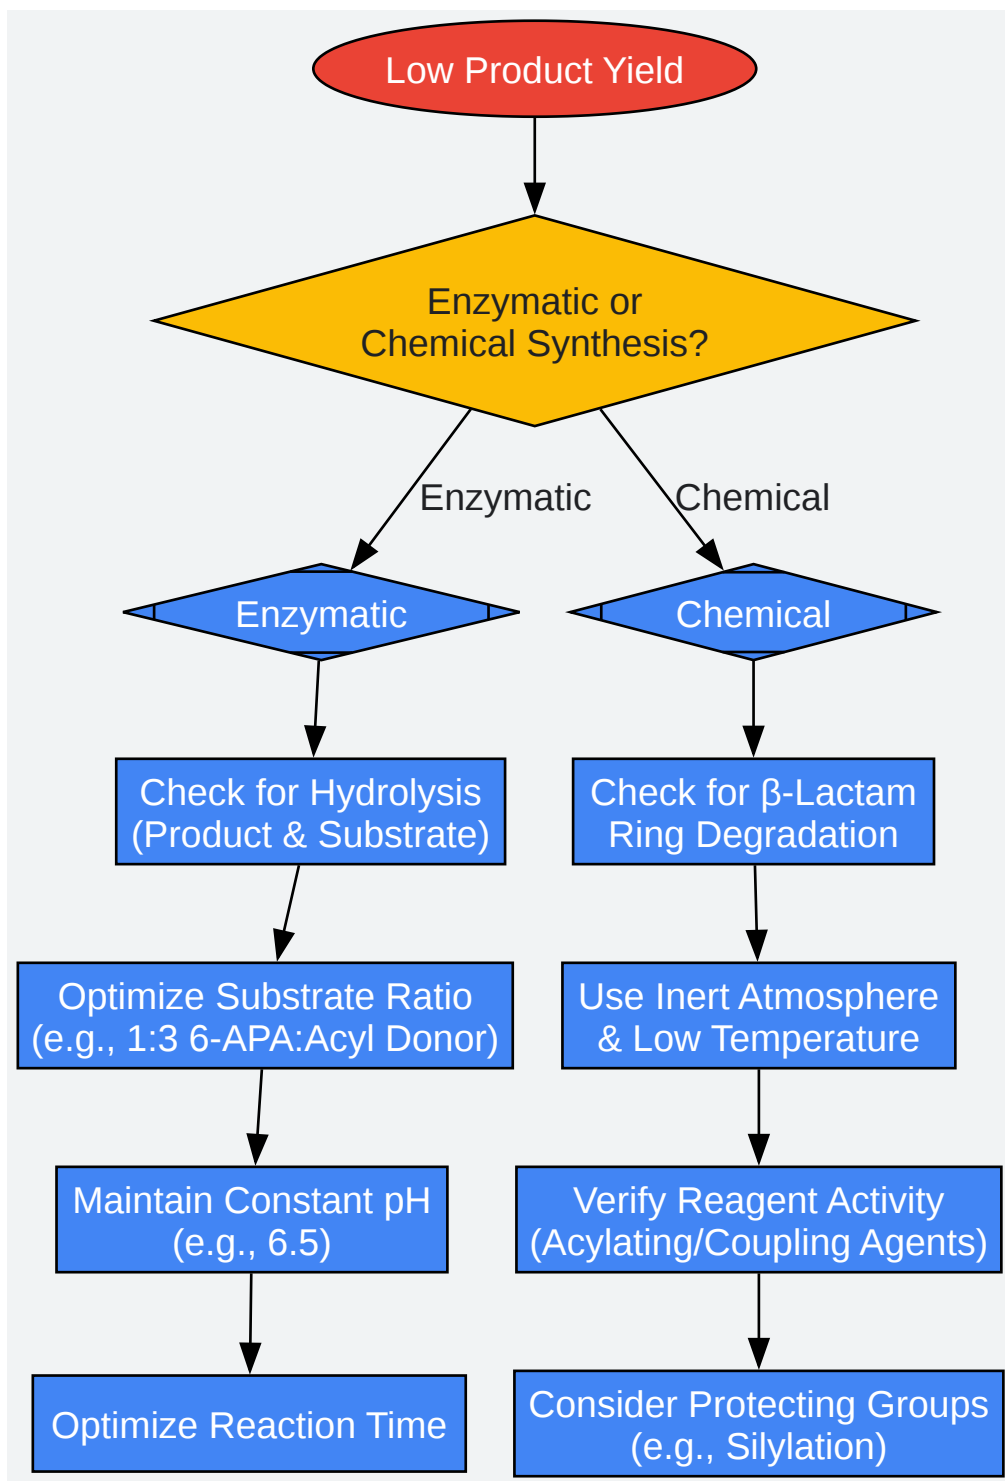 Low Product Yield
Enzymatic or
Chemical Synthesis?
Enzymatic
Chemical
Enzymatic
Chemical
Check for Hydrolysis
(Product & Substrate)
Check for β-Lactam
Ring Degradation
Optimize Substrate Ratio
(e.g., 1:3 6-APA:Acyl Donor)
Use Inert Atmosphere
& Low Temperature
Maintain Constant pH
(e.g., 6.5)
Verify Reagent Activity
(Acylating/Coupling Agents)
Optimize Reaction Time
Consider Protecting Groups
(e.g., Silylation)